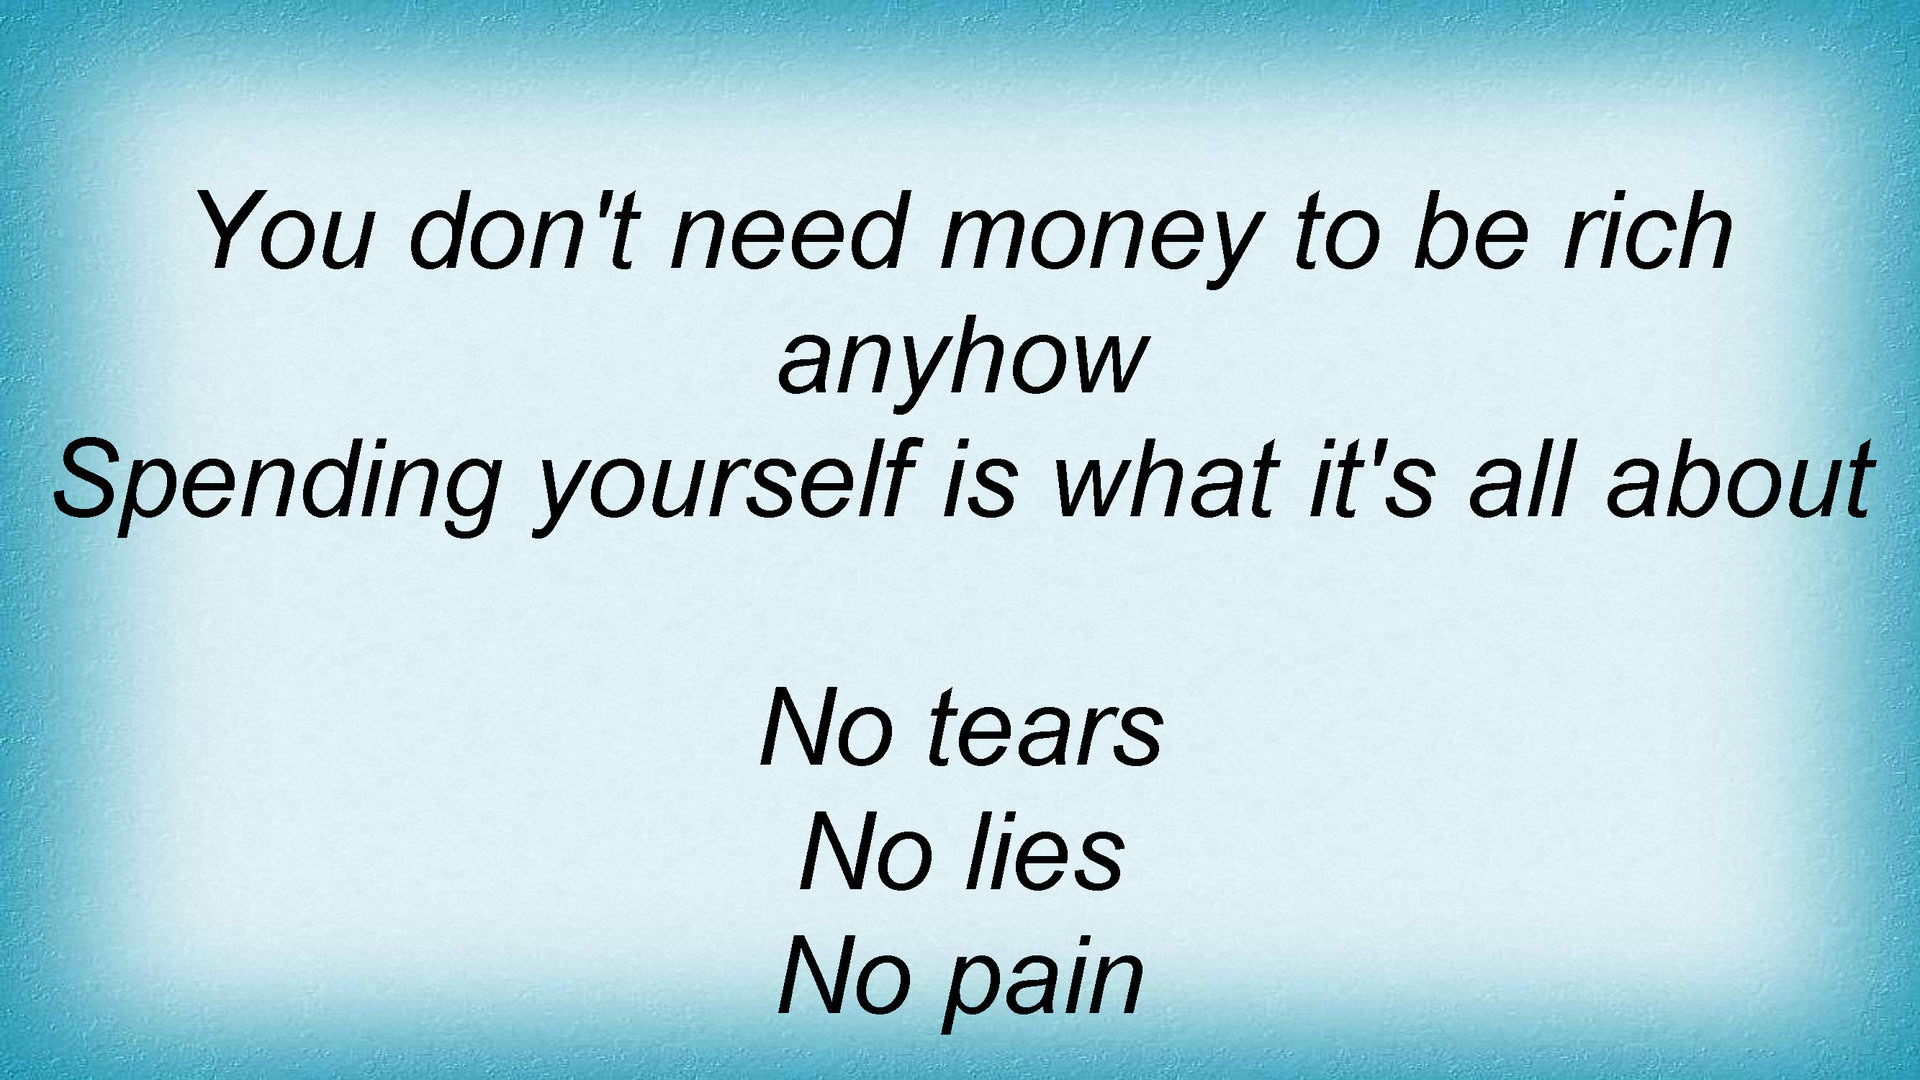 You don't need money to be rich
anyhow
Spending yourself is what it's all about
No tears
No lies
No pain